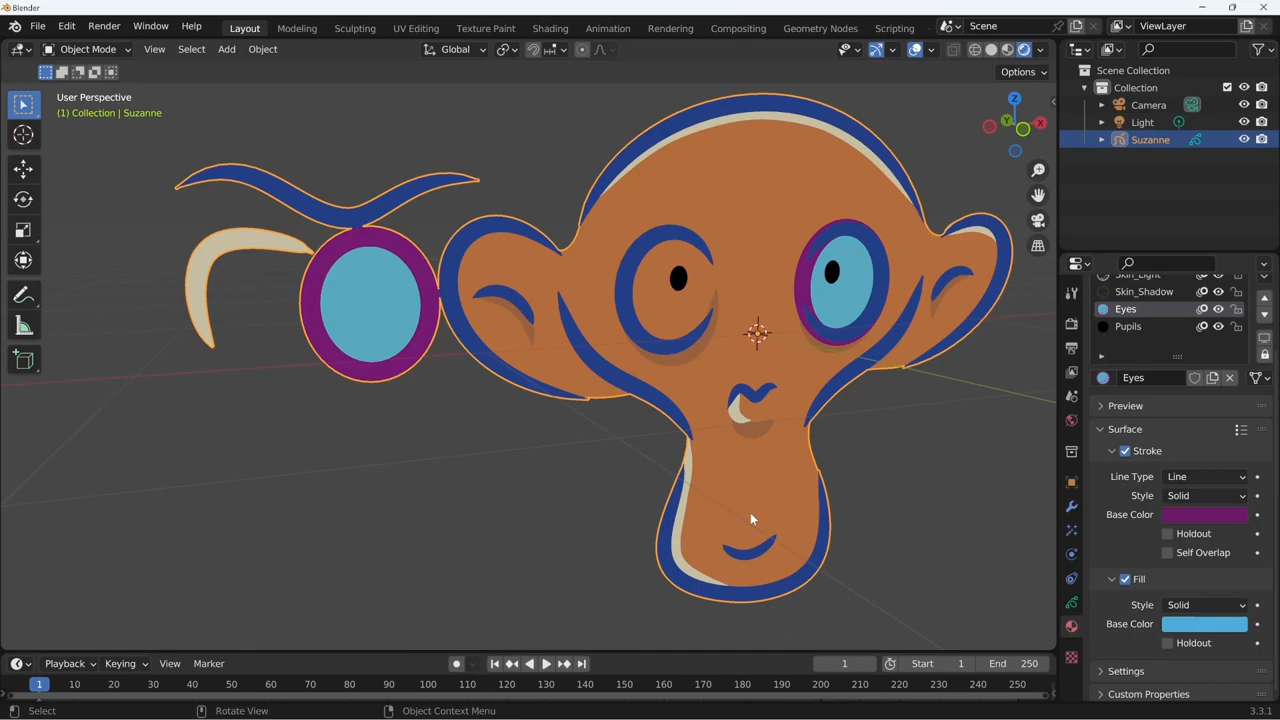 Blender
File Edit Render Window Help Layout Modeling Sculpting UV Editing Texture Paint Shading Animation Rendering Compositing Geometry Nodes Scripting Scene ViewLayer
Object Mode View Select Add Object Global
Options
User Perspective
(1) Collection | Suzanne
Z
Y
X
Scene Collection
Collection
Camera
Light
Suzanne
Skin_Light
Skin_Shadow
Eyes
Pupils
Eyes
Preview
Surface
Stroke
Line Type Line
Style Solid
Base Color
Holdout
Self Overlap
Fill
Style Solid
Base Color
Holdout
Settings
Custom Properties
Playback Keying View Marker 1 Start 1 End 250
1 10 20 30 40 50 60 70 80 90 100 110 120 130 140 150 160 170 180 190 200 210 220 230 240 250
Select Rotate View Object Context Menu 3.3.1